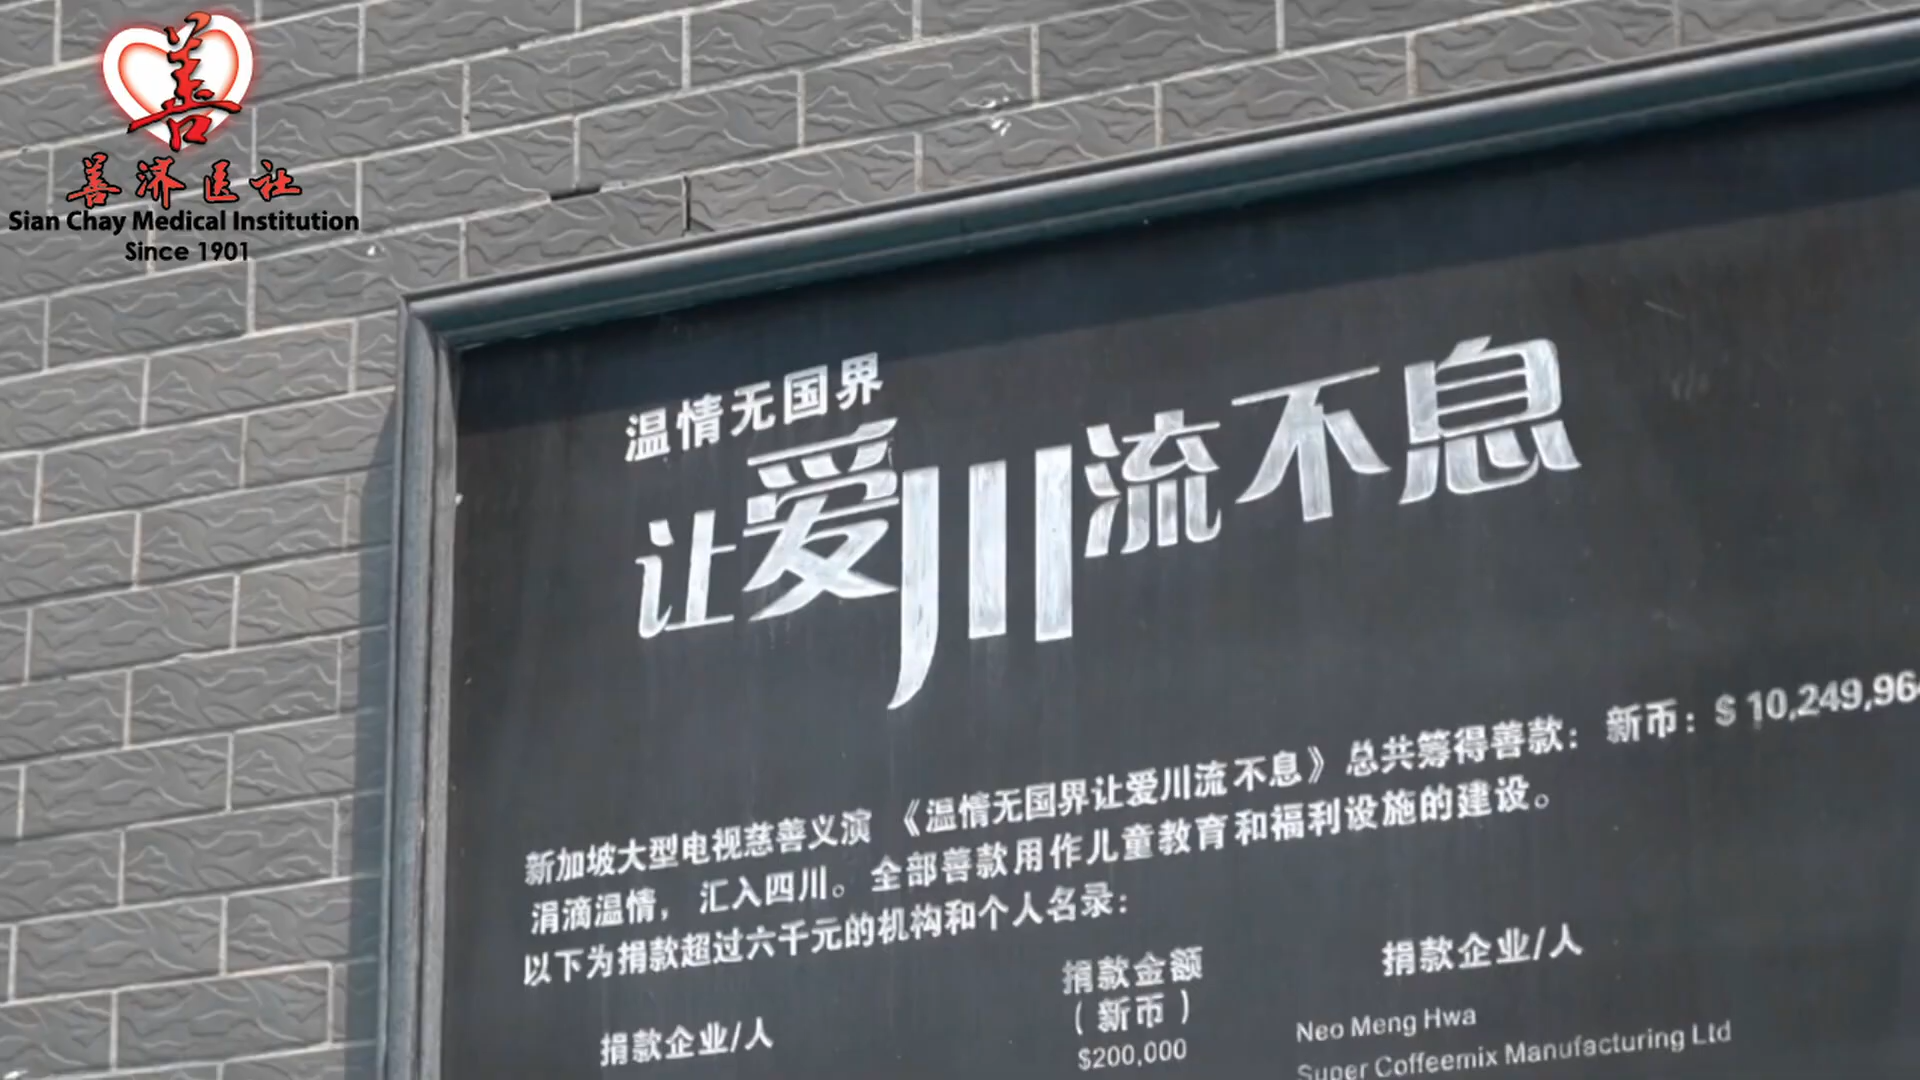 善
善济医社
Sian Chay Medical Institution
Since 1901
温情无国界
让爱川流不息
新加坡大型电视慈善义演 《温情无国界让爱川流不息》 总共筹得善款： 新币：$ 10,249,964
涓滴温情， 汇入四川。 全部善款用作儿童教育和福利设施的建设。
以下为捐款超过六千元的机构和个人名录：
捐款企业/人
捐款金额
（新币）
$200,000
捐款企业/人
Neo Meng Hwa
Super Coffeemix Manufacturing Ltd